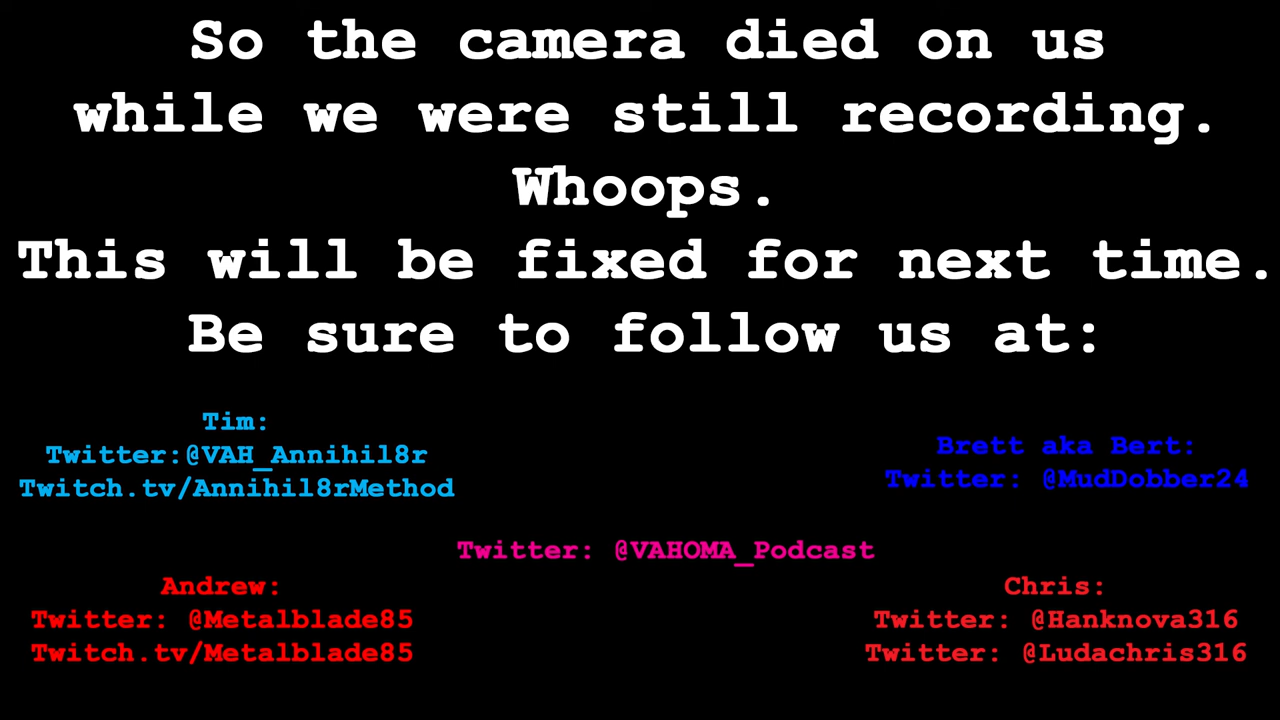 So the camera died on us
while we were still recording.
Whoops.
This will be fixed for next time.
Be sure to follow us at:
Tim:
Twitter:@VAH_Annihil8r
Twitch.tv/Annihil8rMethod
Brett aka Bert:
Twitter: @MudDobber24
Twitter: @VAHOMA_Podcast
Andrew:
Twitter: @Metalblade85
Twitch.tv/Metalblade85
Chris:
Twitter: @Hanknova316
Twitter: @Ludachris316